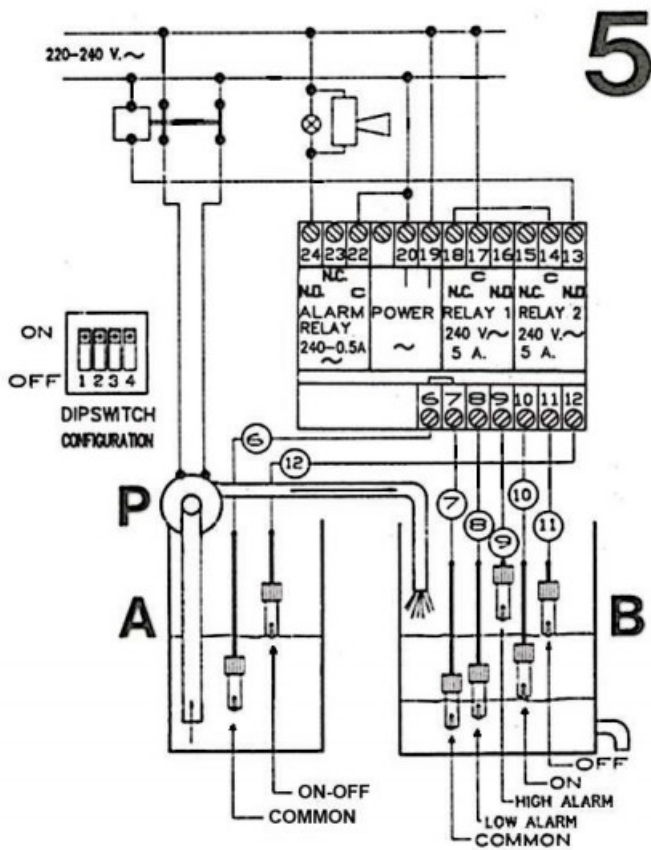 5
220-240 V.~
24 23 22 20 19 18 17 16 15 14 13
N.C.
N.O. C
ALARM
RELAY
240-0.5A
~
POWER
~
C
N.C. N.O.
RELAY 1
240 V.~
5 A.
C
N.C. N.O.
RELAY 2
240 V.~
5 A.
ON
OFF
1 2 3 4
DIPSWITCH
CONFIGURATION
6 7 8 9 10 11 12
6
12
7
8
9
10
11
P
A
B
ON-OFF
COMMON
OFF
ON
HIGH ALARM
LOW ALARM
COMMON